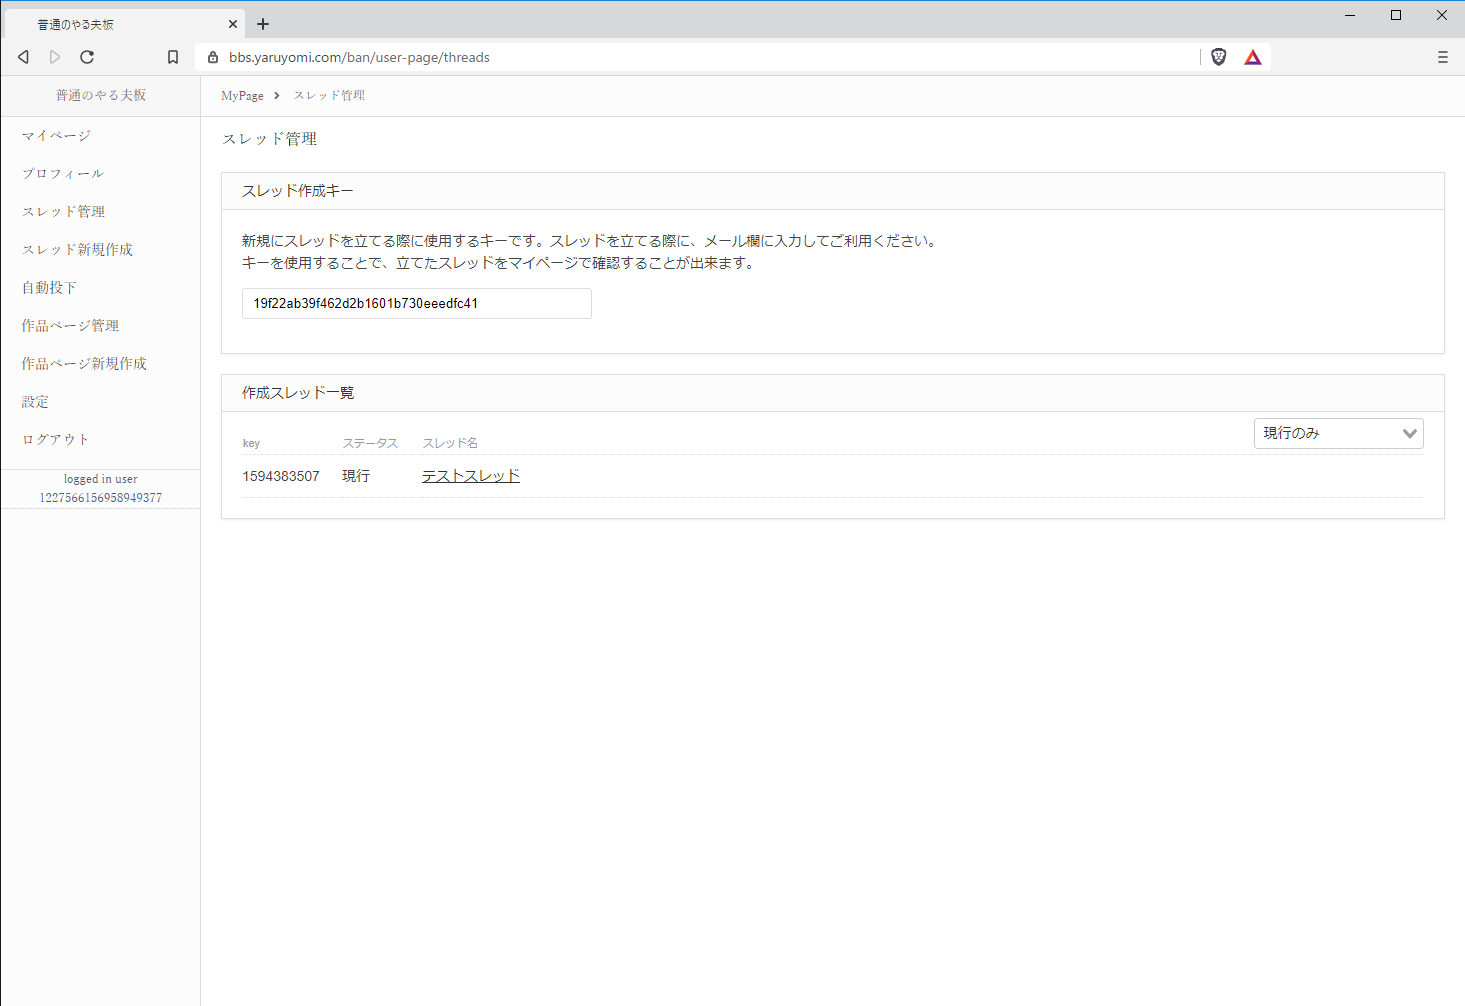 普通のやる夫板
bbs.yaruyomi.com/ban/user-page/threads
普通のやる夫板
MyPage
スレッド管理
マイページ
プロフィール
スレッド管理
スレッド新規作成
自動投下
作品ページ管理
作品ページ新規作成
設定
ログアウト
logged in user
1227566156958949377
スレッド管理
スレッド作成キー
新規にスレッドを立てる際に使用するキーです。スレッドを立てる際に、メール欄に入力してご利用ください。
キーを使用することで、立てたスレッドをマイページで確認することが出来ます。
19f22ab39f462d2b1601b730eeedfc41
作成スレッド一覧
現行のみ
key ステータス スレッド名
1594383507 現行 テストスレッド